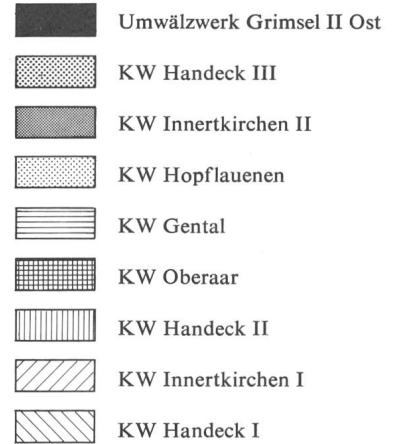 Umwälzwerk Grimsel II Ost
KW Handeck III
KW Innertkirchen II
KW Hopflauenen
KW Gental
KW Oberaar
KW Handeck II
KW Innertkirchen I
KW Handeck I